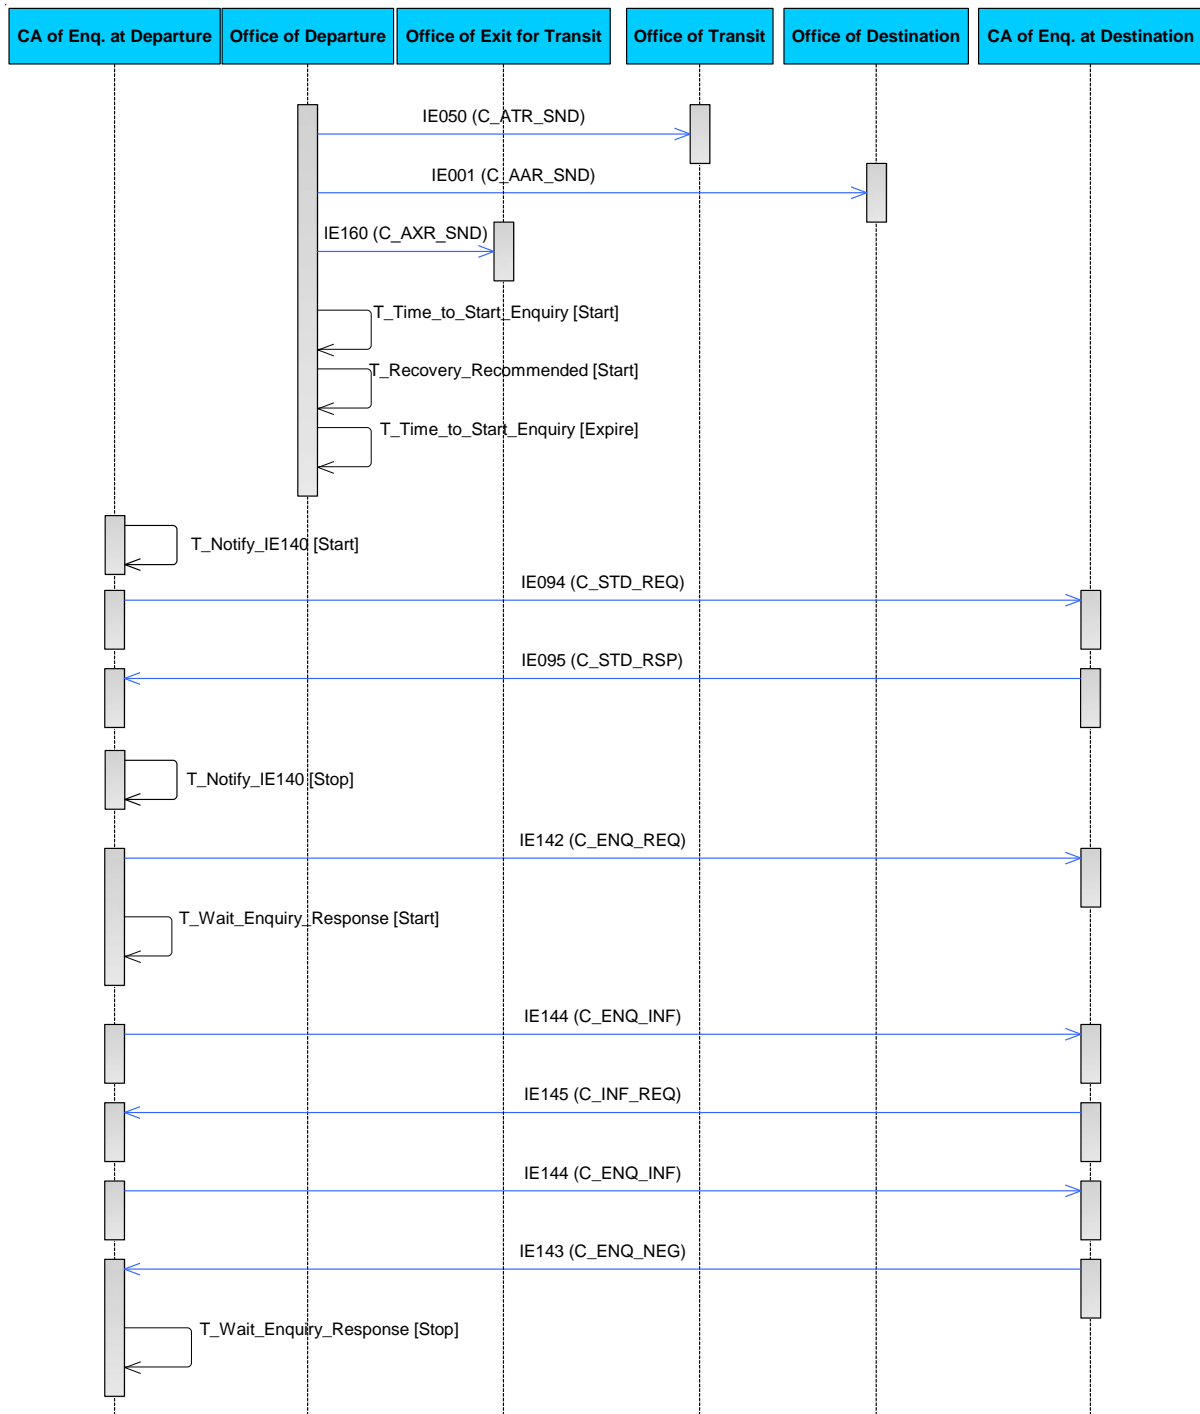 CA of Enq. at Departure
Office of Departure
Office of Exit for Transit
Office of Transit
Office of Destination
CA of Enq. at Destination
IE050 (C_ATR_SND)
IE001 (C_AAR_SND)
IE160 (C_AXR_SND)
T_Time_to_Start_Enquiry [Start]
T_Recovery_Recommended [Start]
T_Time_to_Start_Enquiry [Expire]
T_Notify_IE140 [Start]
IE094 (C_STD_REQ)
IE095 (C_STD_RSP)
T_Notify_IE140 [Stop]
IE142 (C_ENQ_REQ)
T_Wait_Enquiry_Response [Start]
IE144 (C_ENQ_INF)
IE145 (C_INF_REQ)
IE144 (C_ENQ_INF)
IE143 (C_ENQ_NEG)
T_Wait_Enquiry_Response [Stop]